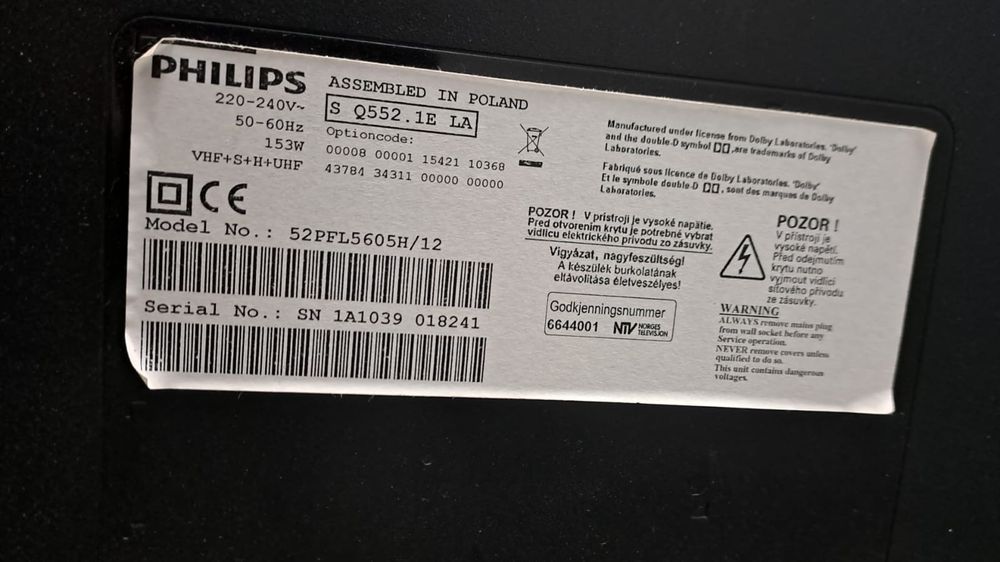 PHILIPS
220-240V~
50-60Hz
153W
VHF+S+H+UHF
ASSEMBLED IN POLAND
S Q552.1E LA
Optioncode:
00008 00001 15421 10368
43784 34311 00000 00000
CE
Model No.: 52PFL5605H/12
Serial No.: SN 1A1039 018241
Manufactured under license from Dolby Laboratories. "Dolby"
and the double-D symbol ,are trademarks of Dolby
Laboratories.
Fabriqué sous licence de Dolby Laboratories. "Dolby"
Et le symbole double-D , sont des marques de Dolby
Laboratories.
POZOR ! V prístroji je vysoké napätie.
Pred otvorením krytu je potrebné vybrat
vidlicu elektrického prívodu zo zásuvky.
Vigyázat, nagyfeszültség!
A készülék burkolatának
eltávolítása életveszélyes!
Godkjenningsnummer
6644001 NTV NORGES
TELEVISJON
POZOR !
V přístroji je
vysoké napětí.
Před odejmutím
krytu nutno
vyjmout vidlici
síťového přívodu
ze zásuvky.
WARNING
ALWAYS remove mains plug
from wall socket before any
Service operation.
NEVER remove covers unless
qualified to do so.
This unit contains dangerous
voltages.